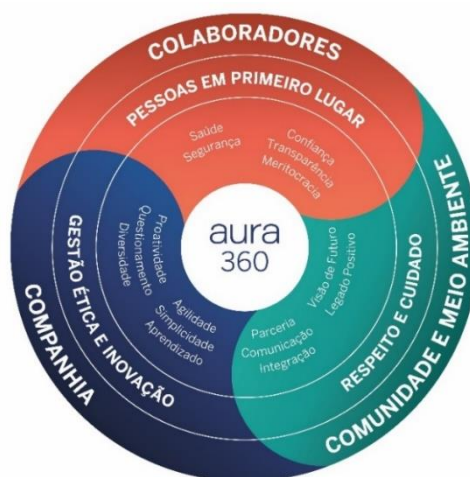 COLABORADORES
PESSOAS EM PRIMEIRO LUGAR
Saúde
Segurança
Confiança
Transparência
Meritocracia
aura
360
COMUNIDADE E MEIO AMBIENTE
RESPEITO E CUIDADO
Visão de Futuro
Legado Positivo
Parceria
Comunicação
Integração
COMPANHIA
GESTÃO ÉTICA E INOVAÇÃO
Proatividade
Questionamento
Diversidade
Agilidade
Simplicidade
Aprendizado